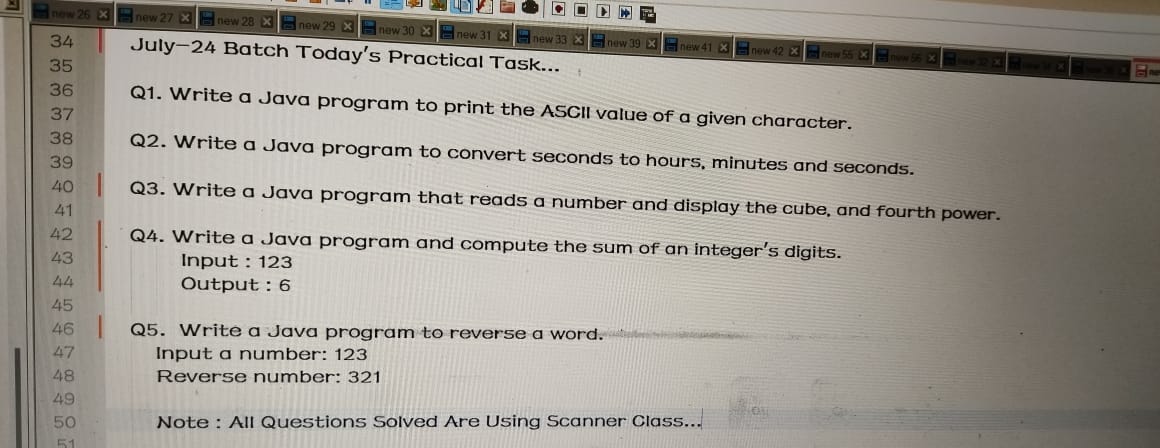 new 26 new 27 new 28 new 29 new 30 new 31 new 33 new 39 new 41 new 42 new 55 new 56
34 July-24 Batch Today's Practical Task...
35
36 Q1. Write a Java program to print the ASCII value of a given character.
37
38 Q2. Write a Java program to convert seconds to hours, minutes and seconds.
39
40 Q3. Write a Java program that reads a number and display the cube, and fourth power.
41
42 Q4. Write a Java program and compute the sum of an integer's digits.
43 Input : 123
44 Output : 6
45
46 Q5. Write a Java program to reverse a word.
47 Input a number: 123
48 Reverse number: 321
49
50 Note : All Questions Solved Are Using Scanner Class...
51